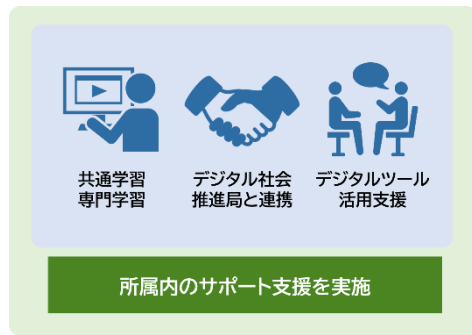 共通学習
専門学習
デジタル社会
推進局と連携
デジタルツール
活用支援
所属内のサポート支援を実施